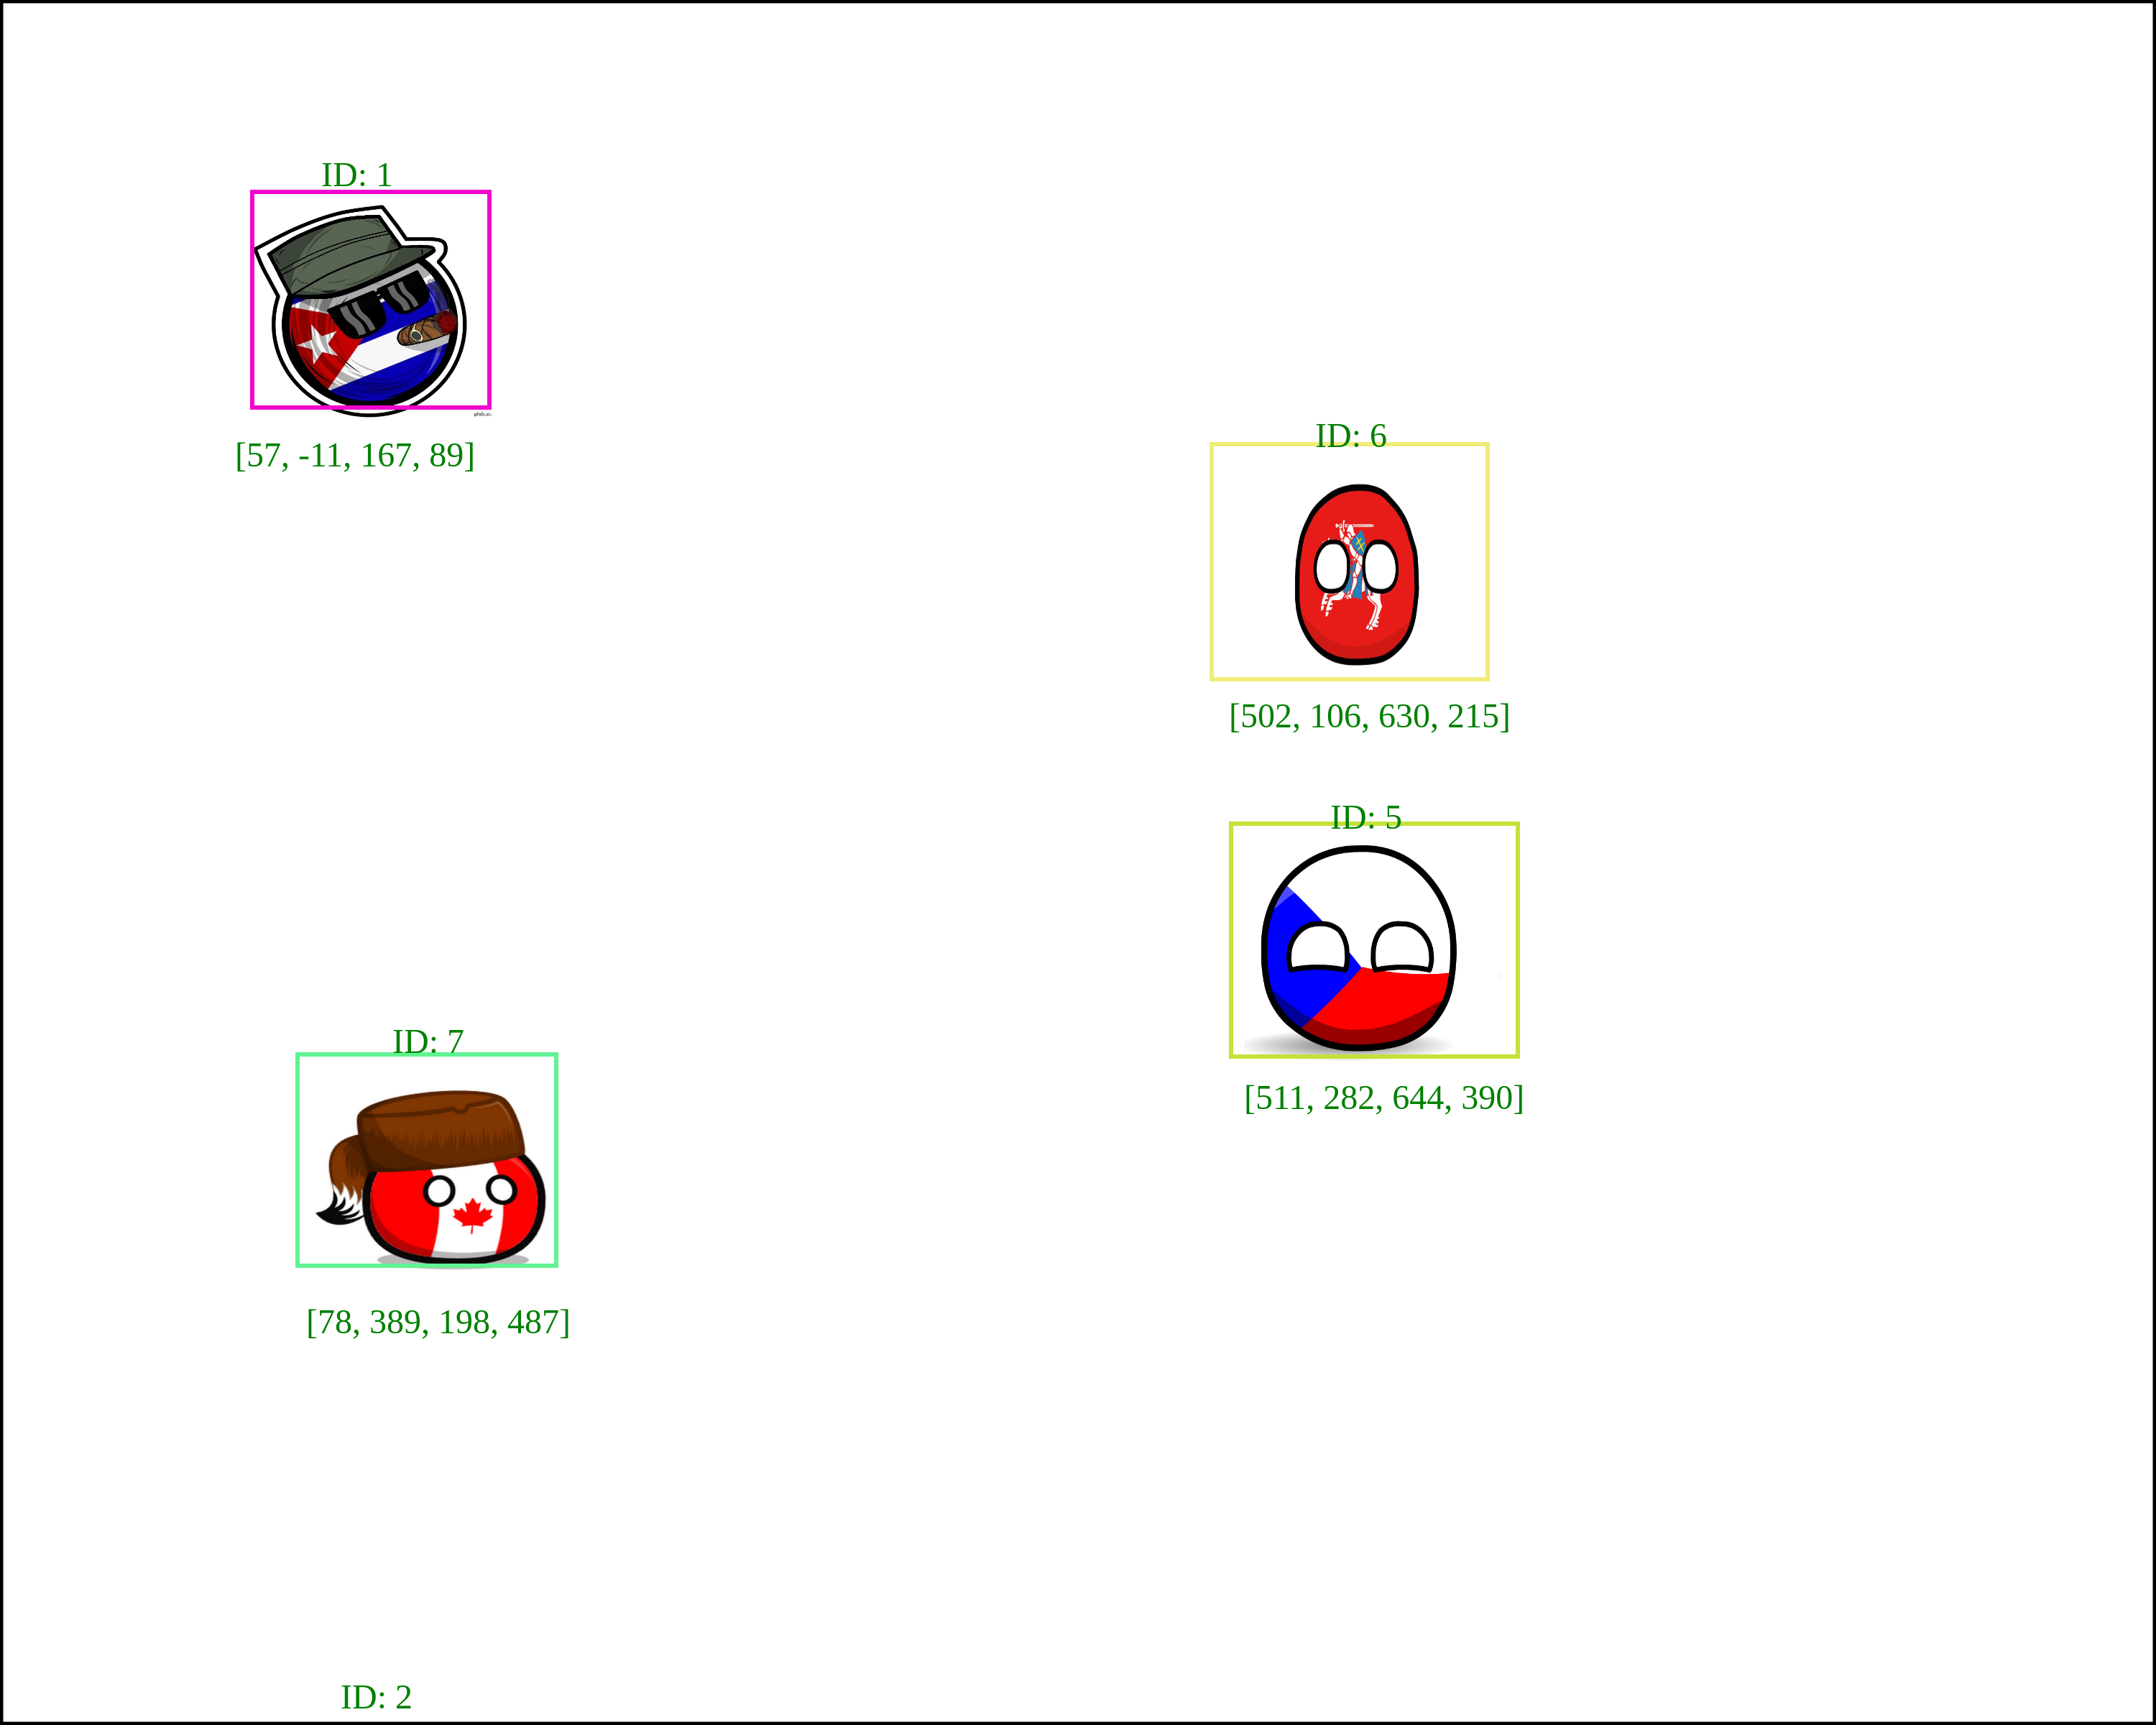 ID: 1
[57, -11, 167, 89]
ID: 6
[502, 106, 630, 215]
ID: 5
[511, 282, 644, 390]
ID: 7
[78, 389, 198, 487]
ID: 2